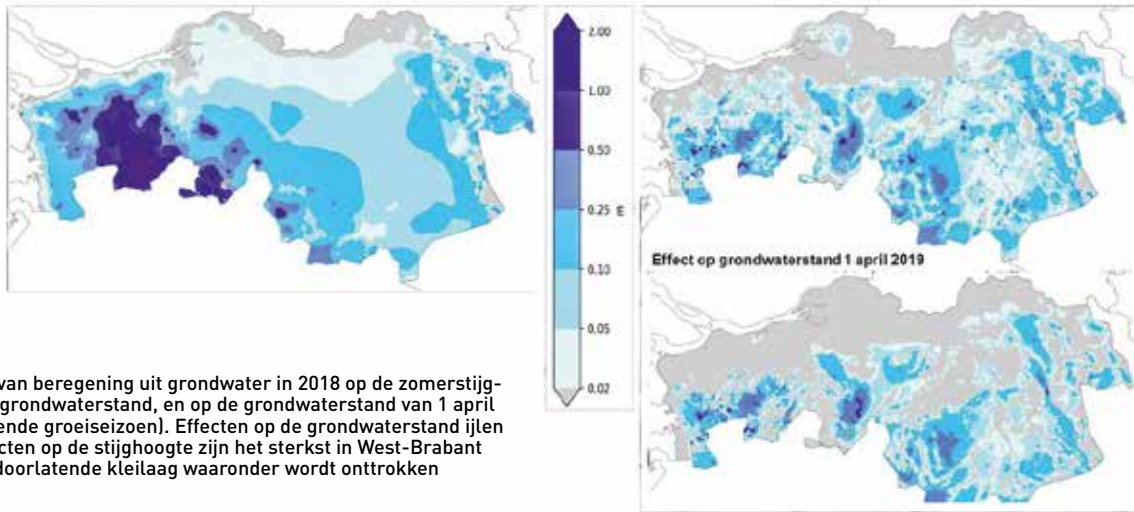 2.00
1.00
0.50
0.25
m
0.10
0.05
0.02
Effect op grondwaterstand 1 april 2019
van beregening uit grondwater in 2018 op de zomerstijg-
grondwaterstand, en op de grondwaterstand van 1 april
ende groeiseizoen). Effecten op de grondwaterstand ijlen
cten op de stijghoogte zijn het sterkst in West-Brabant
doorlatende kleilaag waaronder wordt onttrokken